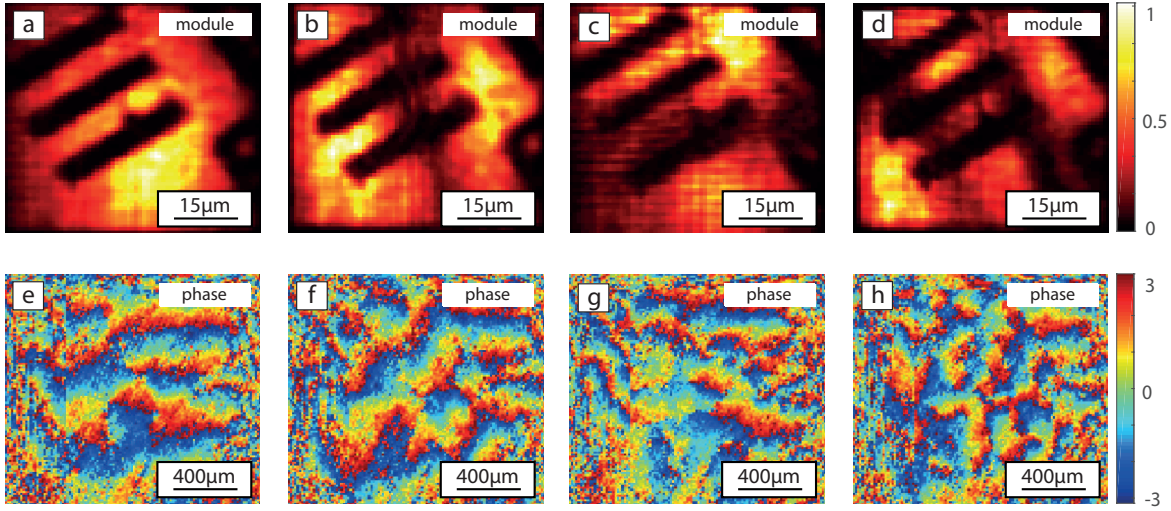 a
module
b
module
c
module
d
module
1
0.5
0
15μm
15μm
15μm
15μm
e
phase
f
phase
g
phase
h
phase
3
0
-3
400μm
400μm
400μm
400μm